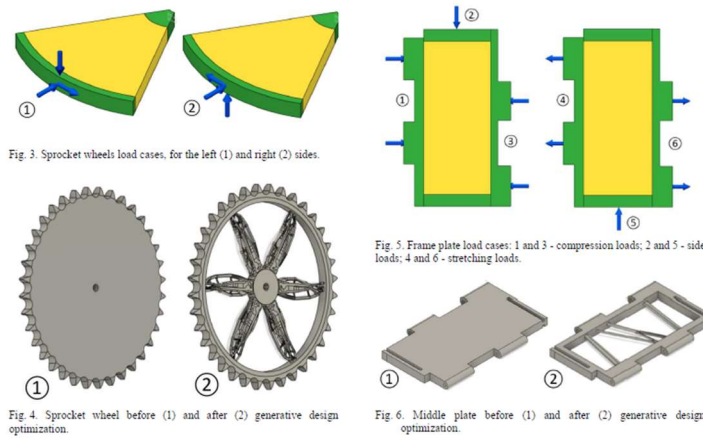 ①
②
Fig. 3. Sprocket wheels load cases, for the left (1) and right (2) sides.
①
②
Fig. 4. Sprocket wheel before (1) and after (2) generative design
optimization.
②
①
③
④
⑥
⑤
Fig. 5. Frame plate load cases: 1 and 3 - compression loads; 2 and 5 - side
loads; 4 and 6 - stretching loads.
①
②
Fig. 6. Middle plate before (1) and after (2) generative design
optimization.